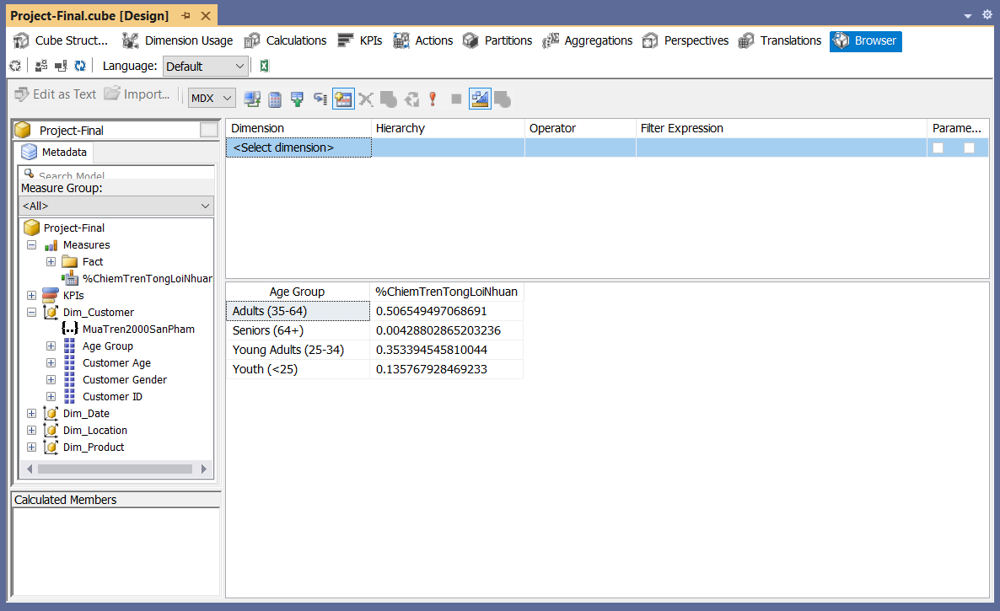 Project-Final.cube [Design]
Cube Struct... Dimension Usage Calculations KPIs Actions Partitions Aggregations Perspectives Translations Browser
Language: Default
Edit as Text Import... MDX
Project-Final
Metadata
Search Model
Measure Group:
<All>
Project-Final
Measures
Fact
%ChiemTrenTongLoiNhuan
KPIs
Dim_Customer
MuaTren2000SanPham
Age Group
Customer Age
Customer Gender
Customer ID
Dim_Date
Dim_Location
Dim_Product
Calculated Members
Dimension Hierarchy Operator Filter Expression Parame...
<Select dimension>
Age Group %ChiemTrenTongLoiNhuan
Adults (35-64) 0.506549497068691
Seniors (64+) 0.00428802865203236
Young Adults (25-34) 0.353394545810044
Youth (<25) 0.135767928469233